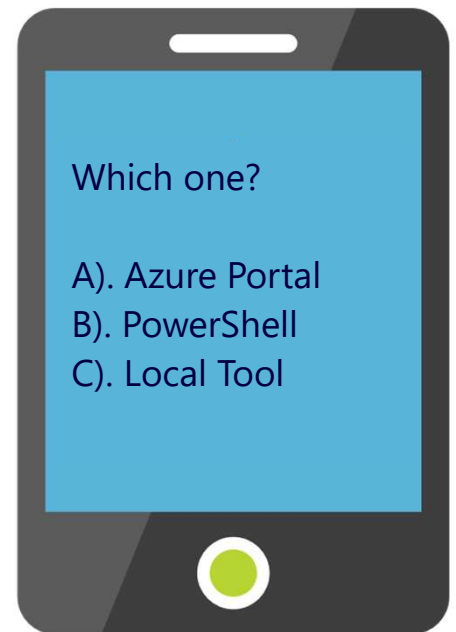 Which one?
A). Azure Portal
B). PowerShell
C). Local Tool